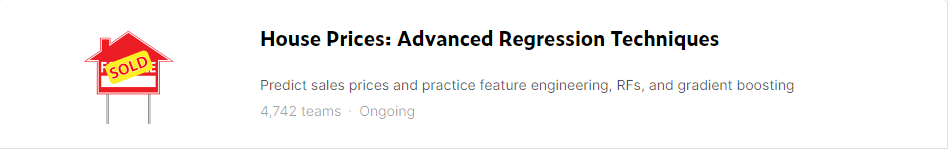 House Prices: Advanced Regression Techniques
SOLD
Predict sales prices and practice feature engineering, RFs, and gradient boosting
4,742 teams · Ongoing